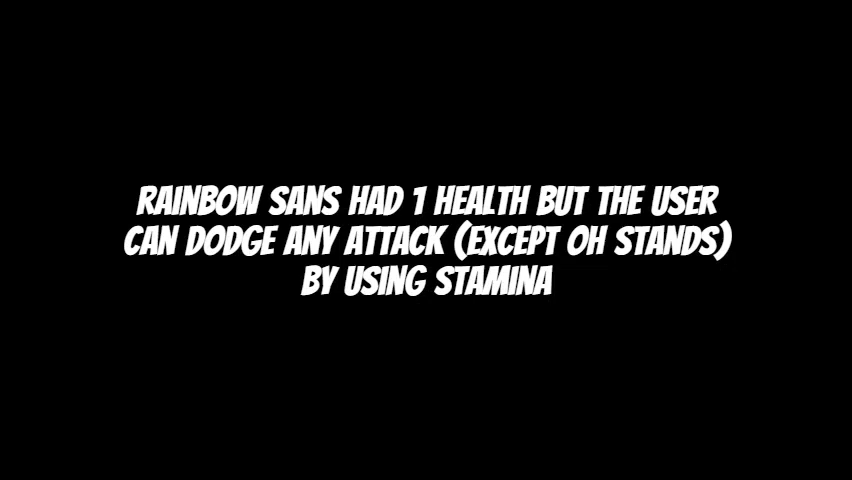 RAINBOW SANS HAD 1 HEALTH BUT THE USER
CAN DODGE ANY ATTACK (EXCEPT OH STANDS)
BY USING STAMINA